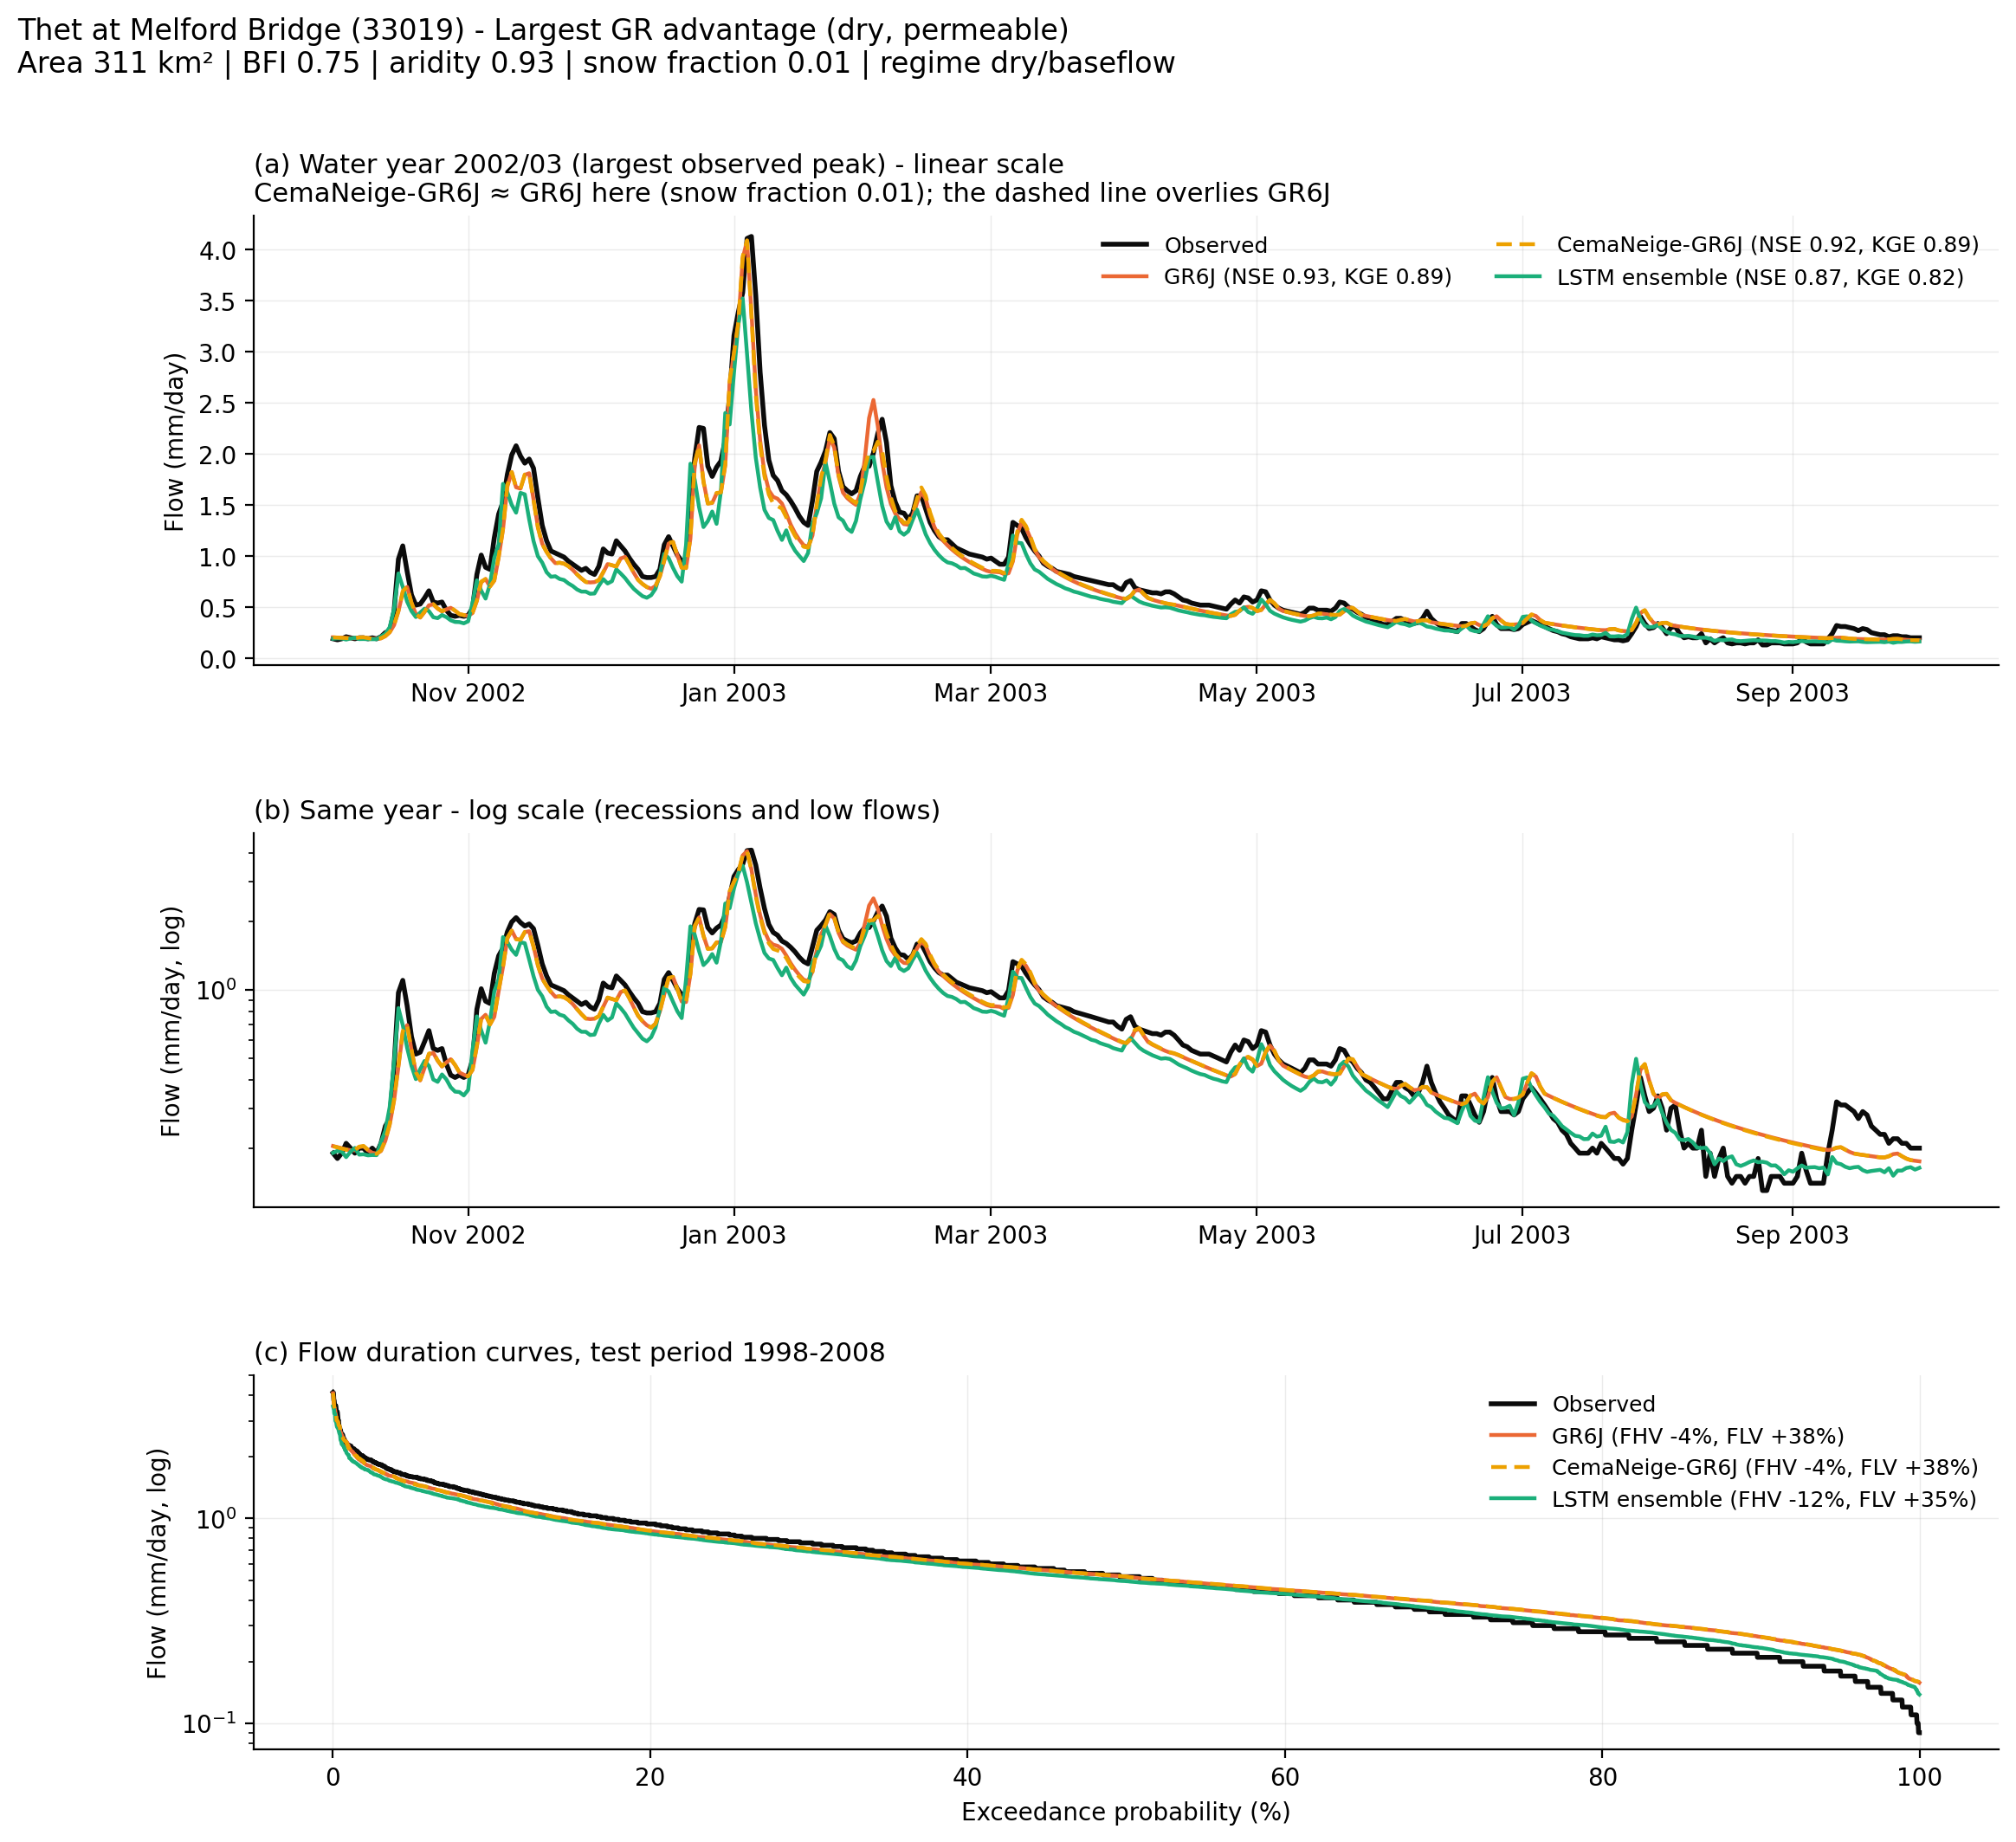 Thet at Melford Bridge (33019) - Largest GR advantage (dry, permeable)
Area 311 km² | BFI 0.75 | aridity 0.93 | snow fraction 0.01 | regime dry/baseflow
(a) Water year 2002/03 (largest observed peak) - linear scale
CemaNeige-GR6J ≈ GR6J here (snow fraction 0.01); the dashed line overlies GR6J
Observed
GR6J (NSE 0.93, KGE 0.89)
CemaNeige-GR6J (NSE 0.92, KGE 0.89)
LSTM ensemble (NSE 0.87, KGE 0.82)
Flow (mm/day)
4.0
3.5
3.0
2.5
2.0
1.5
1.0
0.5
0.0
Nov 2002
Jan 2003
Mar 2003
May 2003
Jul 2003
Sep 2003
(b) Same year - log scale (recessions and low flows)
Flow (mm/day, log)
10⁰
Nov 2002
Jan 2003
Mar 2003
May 2003
Jul 2003
Sep 2003
(c) Flow duration curves, test period 1998-2008
Observed
GR6J (FHV -4%, FLV +38%)
CemaNeige-GR6J (FHV -4%, FLV +38%)
LSTM ensemble (FHV -12%, FLV +35%)
Flow (mm/day, log)
10⁰
10⁻¹
0
20
40
60
80
100
Exceedance probability (%)